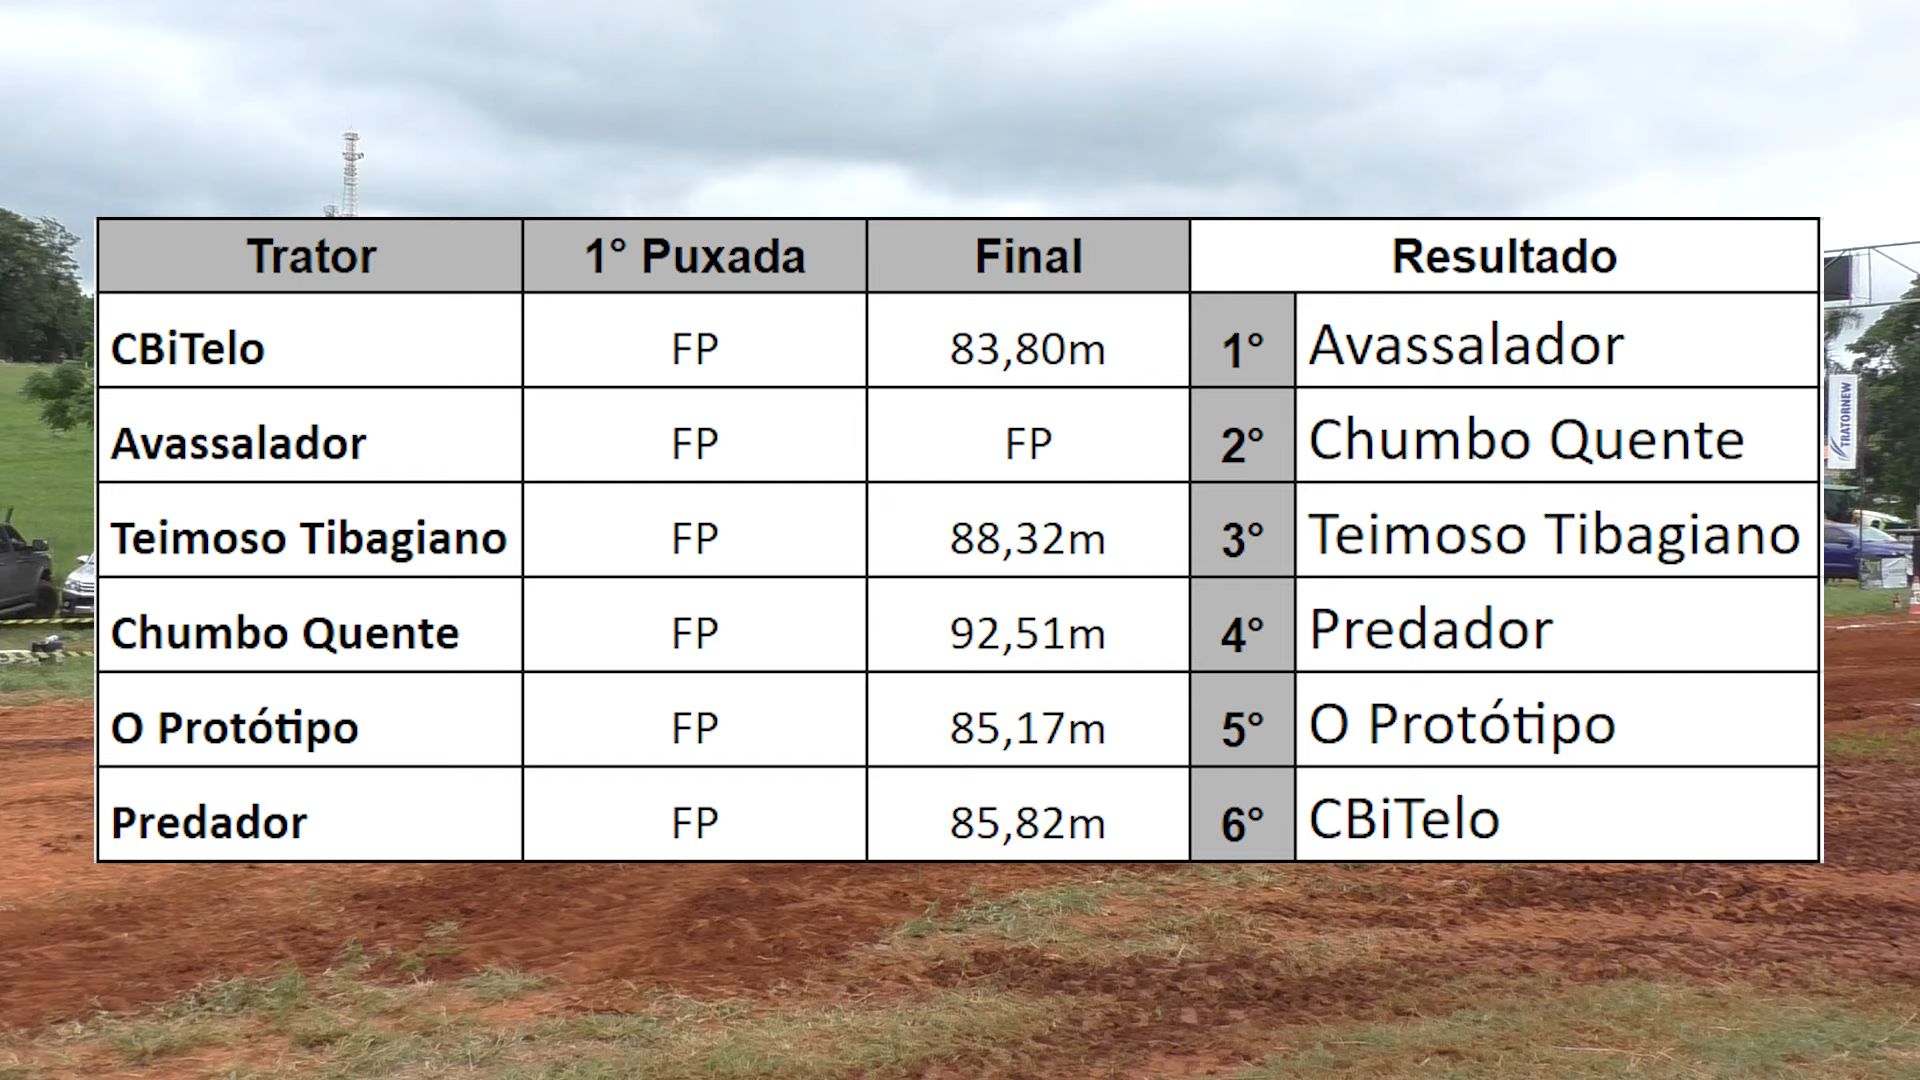 Trator 1° Puxada Final Resultado
CBiTelo FP 83,80m 1° Avassalador
Avassalador FP FP 2° Chumbo Quente
Teimoso Tibagiano FP 88,32m 3° Teimoso Tibagiano
Chumbo Quente FP 92,51m 4° Predador
O Protótipo FP 85,17m 5° O Protótipo
Predador FP 85,82m 6° CBiTelo
TRATORNEW